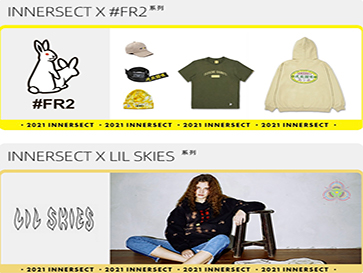 INNERSECT X #FR2 系列
#FR2
• 2021 INNERSECT • 2021 INNERSECT • 2021 INNERSECT • 2021 INNERSECT •
INNERSECT X LIL SKIES 系列
LIL SKIES
• 2021 INNERSECT • 2021 INNERSECT • 2021 INNERSECT • 2021 INNERSECT •